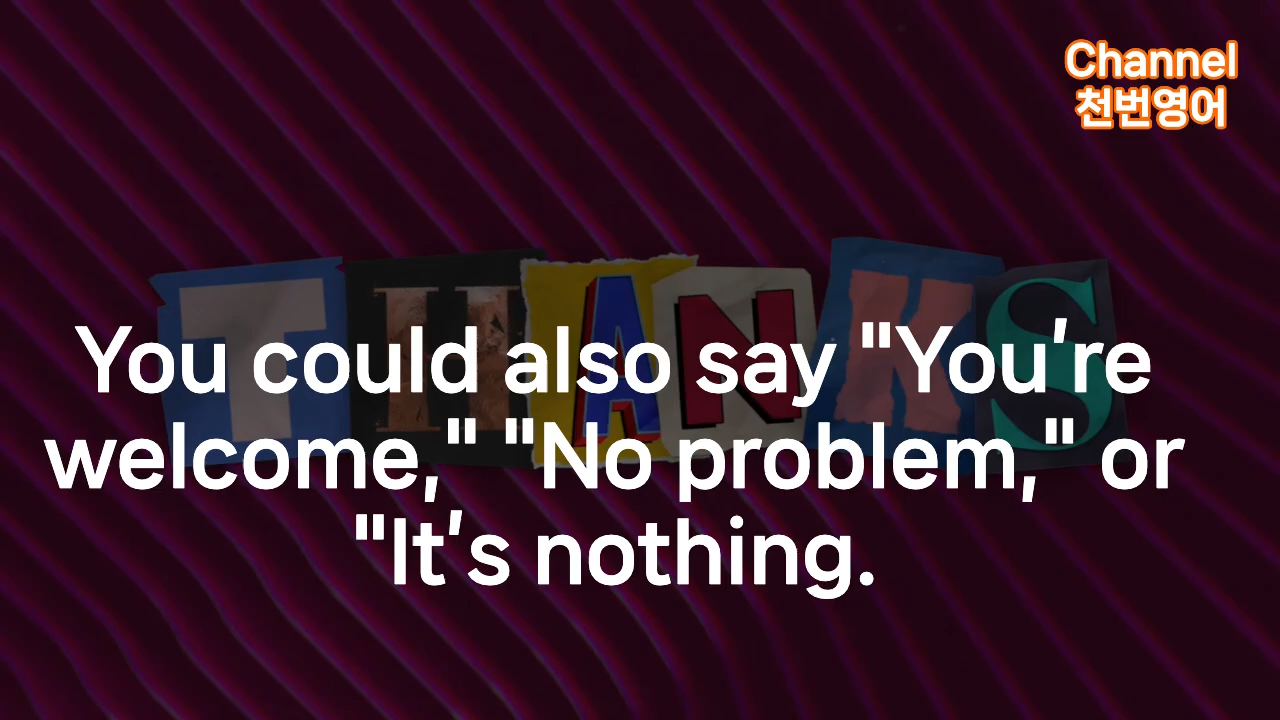 Channel
천번영어
THANKS
You could also say "You're
welcome," "No problem," or
"It's nothing.